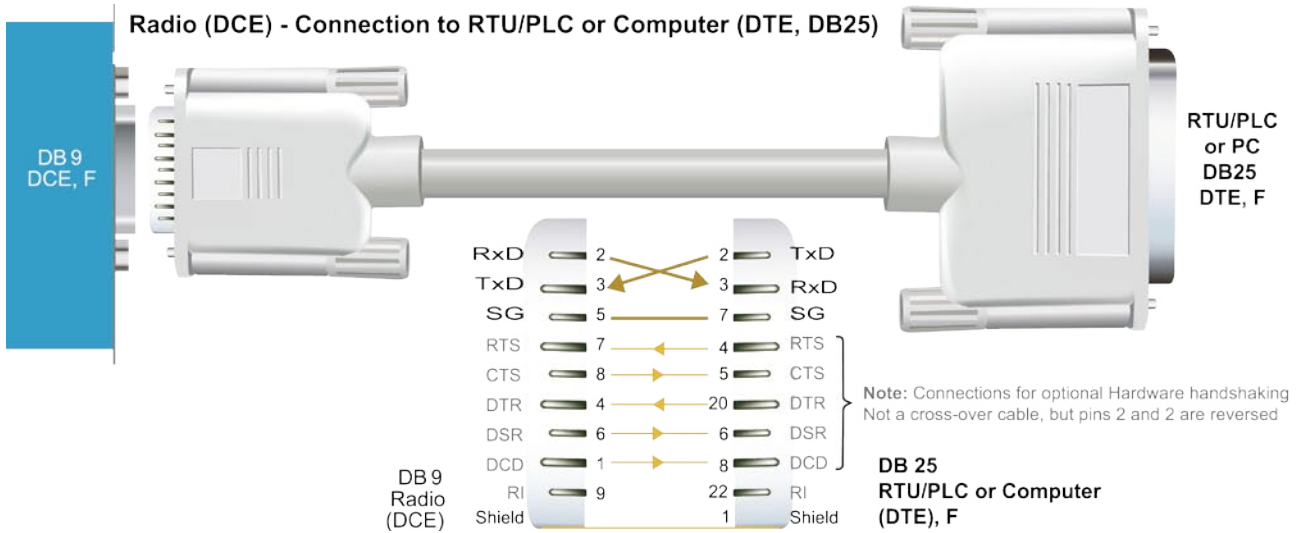 Radio (DCE) - Connection to RTU/PLC or Computer (DTE, DB25)
DB 9
DCE, F
RTU/PLC
or PC
DB25
DTE, F
RxD 2 2 TxD
TxD 3 3 RxD
SG 5 7 SG
RTS 7 4 RTS
CTS 8 5 CTS
DTR 4 20 DTR
DSR 6 6 DSR
DCD 1 8 DCD
RI 9 22 RI
Shield 1 Shield
Note: Connections for optional Hardware handshaking
Not a cross-over cable, but pins 2 and 2 are reversed
DB 9
Radio
(DCE)
DB 25
RTU/PLC or Computer
(DTE), F